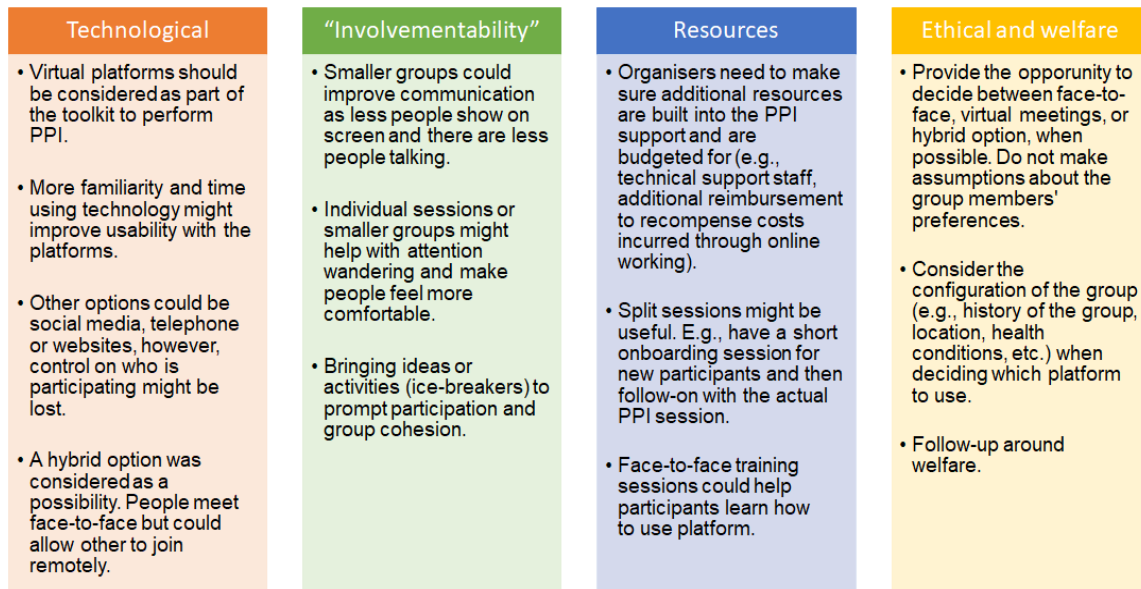 Technological
• Virtual platforms should
be considered as part of
the toolkit to perform
PPI.
• More familiarity and time
using technology might
improve usability with the
platforms.
• Other options could be
social media, telephone
or websites, however,
control on who is
participating might be
lost.
• A hybrid option was
considered as a
possibility. People meet
face-to-face but could
allow other to join
remotely.
“Involvementability”
• Smaller groups could
improve communication
as less people show on
screen and there are less
people talking.
• Individual sessions or
smaller groups might
help with attention
wandering and make
people feel more
comfortable.
• Bringing ideas or
activities (ice-breakers) to
prompt participation and
group cohesion.
Resources
• Organisers need to make
sure additional resources
are built into the PPI
support and are
budgeted for (e.g.,
technical support staff,
additional reimbursement
to recompense costs
incurred through online
working).
• Split sessions might be
useful. E.g., have a short
onboarding session for
new participants and then
follow-on with the actual
PPI session.
• Face-to-face training
sessions could help
participants learn how
to use platform.
Ethical and welfare
• Provide the opporunity to
decide between face-to-
face, virtual meetings, or
hybrid option, when
possible. Do not make
assumptions about the
group members'
preferences.
• Consider the
configuration of the group
(e.g., history of the group,
location, health
conditions, etc.) when
deciding which platform
to use.
• Follow-up around
welfare.